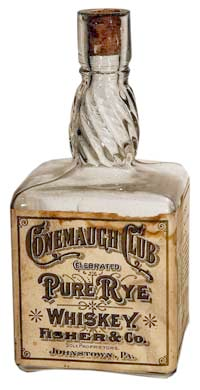 CONEMAUGH CLUB
CELEBRATED
PURE RYE
WHISKEY.
FISHER & CO.
SOLE PROPRIETORS.
JOHNSTOWN, PA.